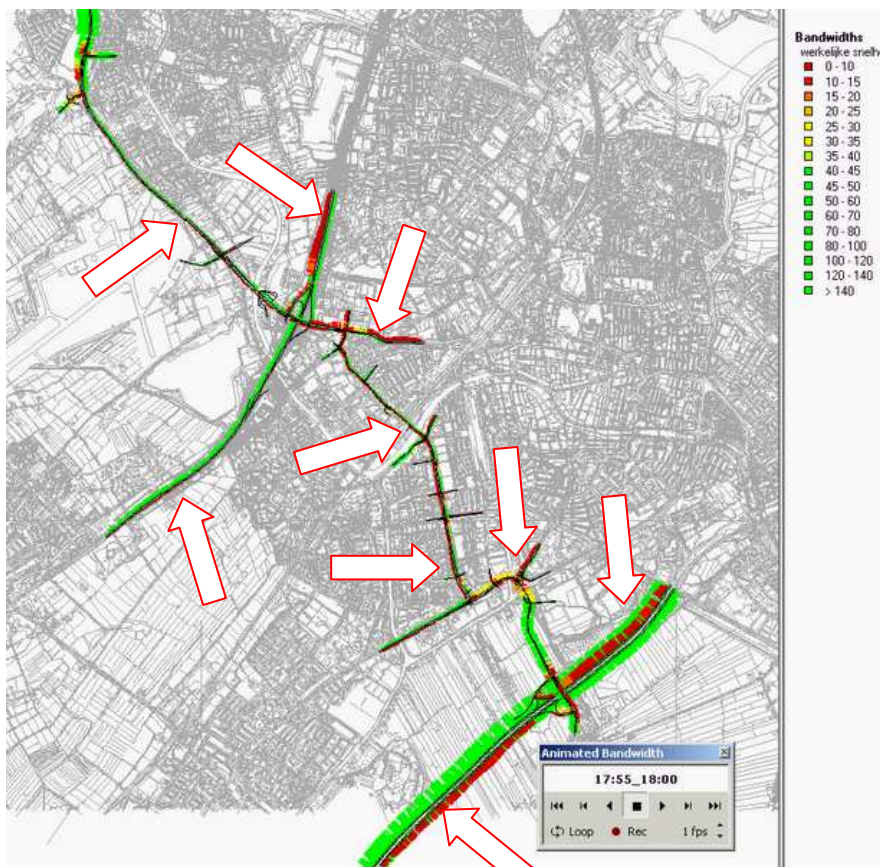 Bandwidths
werkelijke snelh
0 - 10
10 - 15
15 - 20
20 - 25
25 - 30
30 - 35
35 - 40
40 - 45
45 - 50
50 - 60
60 - 70
70 - 80
80 - 100
100 - 120
120 - 140
> 140
Animated Bandwidth
17:55_18:00
Loop Rec 1 fps